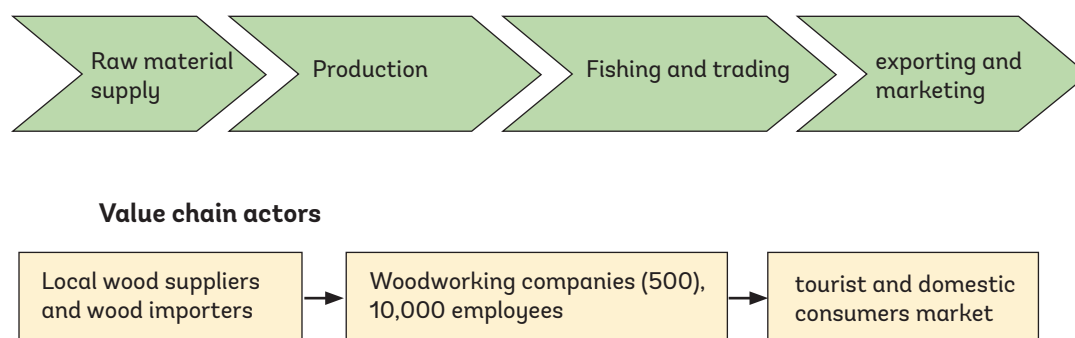 Raw material
supply
Production
Fishing and trading
exporting and
marketing
Value chain actors
Local wood suppliers
and wood importers
Woodworking companies (500),
10,000 employees
tourist and domestic
consumers market